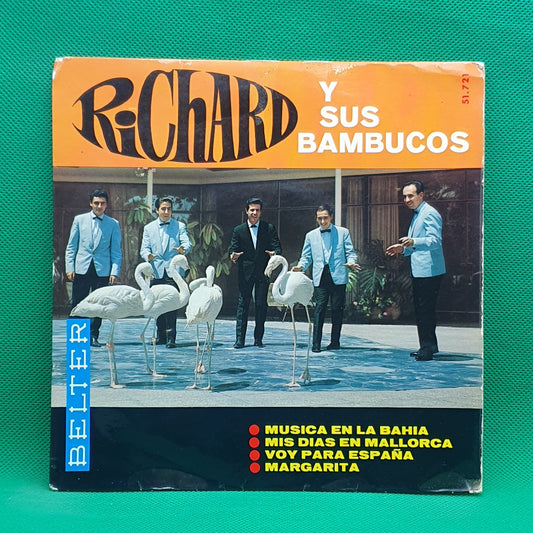 RiChARD
Y
SUS
BAMBUCOS
51.721
BELTER
MUSICA EN LA BAHIA
MIS DIAS EN MALLORCA
VOY PARA ESPAÑA
MARGARITA